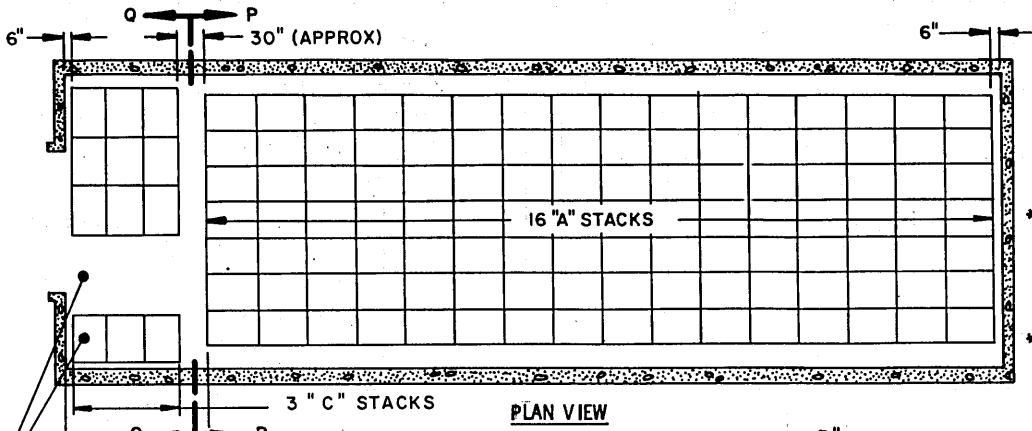 Q P
6" 30" (APPROX) 6"
16 "A" STACKS
*
*
3 "C" STACKS
PLAN VIEW